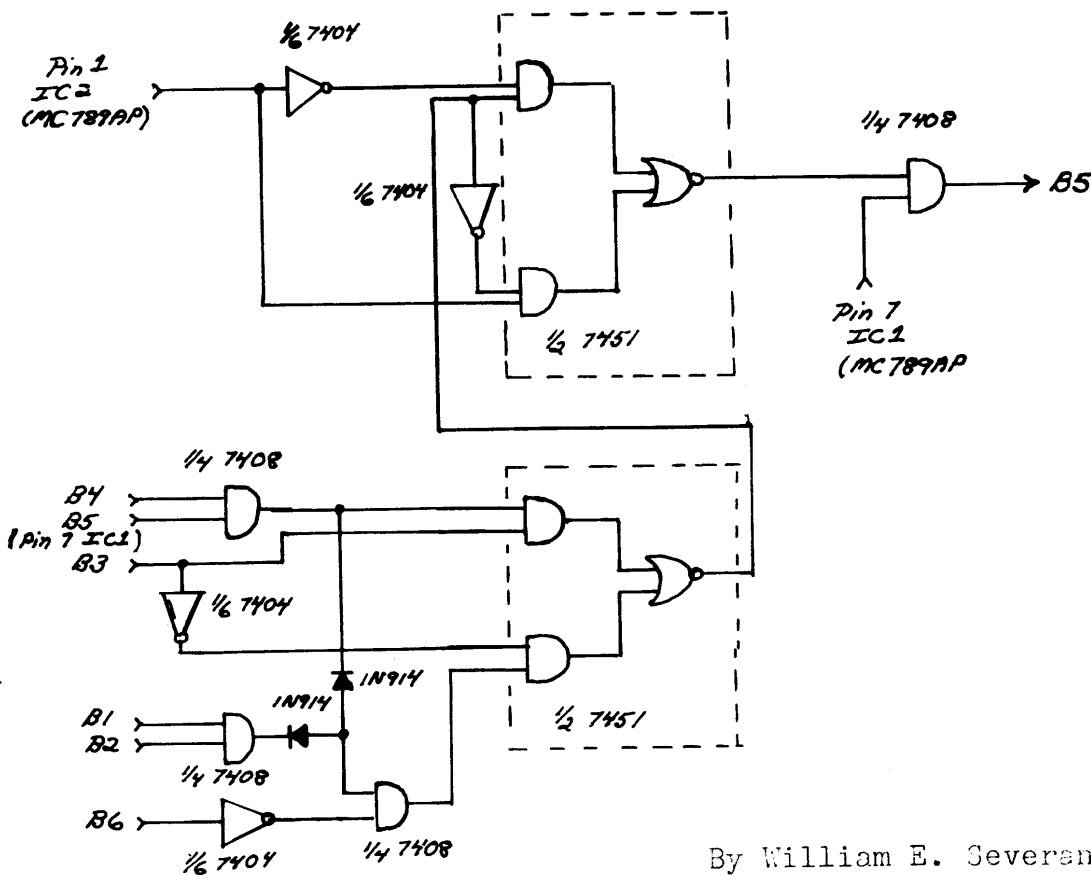 1/6 7404
Pin 1
IC2
(MC789AP)
1/4 7408
1/6 7404
B5
Pin 7
IC1
(MC789AP
1/2 7451
1/4 7408
B4
B5
(Pin 7 IC1)
B3
1/6 7404
1N914
1N914
B1
B2
1/2 7451
1/4 7408
B6
1/6 7404
1/4 7408
By William E. Severan